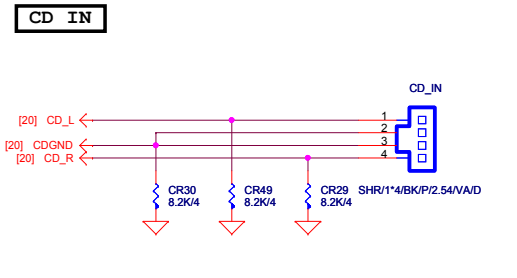 CD IN
CD_IN
[20] CD_L
1
2
[20] CDGND
3
[20] CD_R
4
CR30
8.2K/4
CR49
8.2K/4
CR29
8.2K/4
SHR/1*4/BK/P/2.54/VA/D